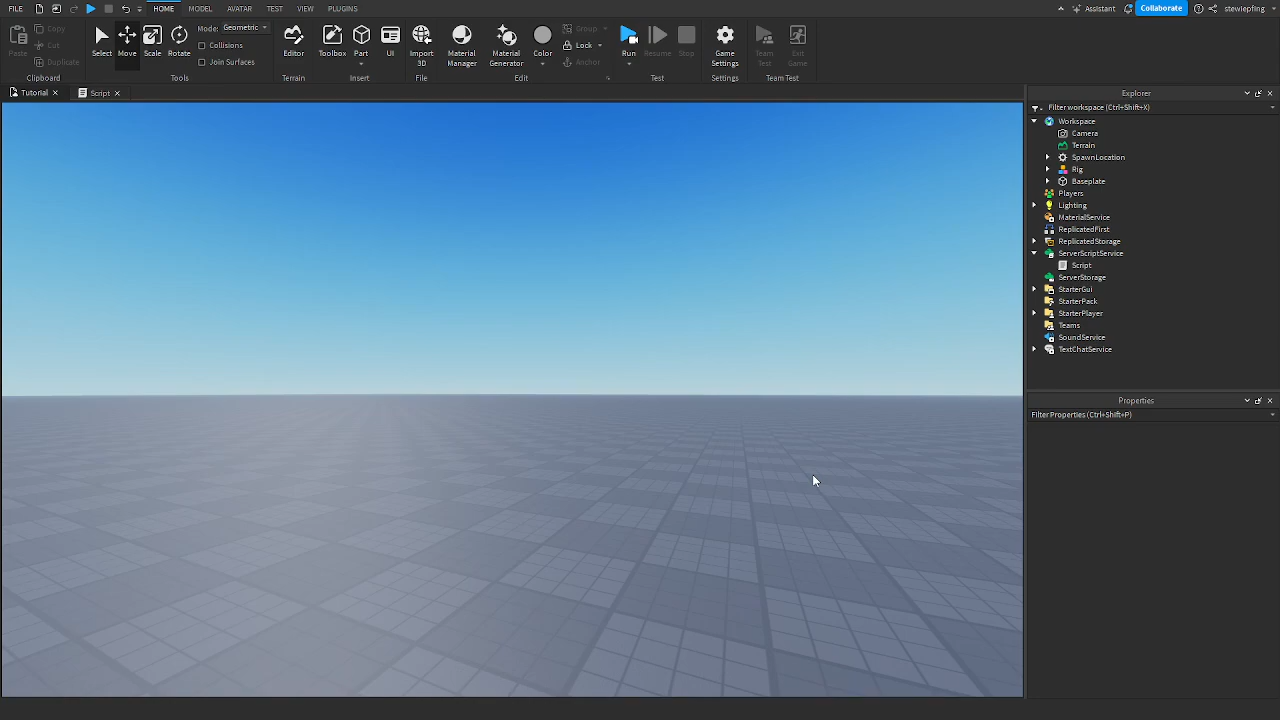 FILE HOME MODEL AVATAR TEST VIEW PLUGINS Assistant Collaborate stewiepfing
Paste Copy Cut Duplicate Clipboard
Select Move Scale Rotate Mode: Geometric Collisions Join Surfaces Tools
Editor Terrain
Toolbox Part UI Insert
Import 3D File
Material Manager Material Generator Color Group Lock Anchor Edit
Run Resume Stop Test
Game Settings Settings
Team Test Exit Game Team Test
Tutorial Script
Explorer
Filter workspace (Ctrl+Shift+X)
Workspace
Camera
Terrain
SpawnLocation
Rig
Baseplate
Players
Lighting
MaterialService
ReplicatedFirst
ReplicatedStorage
ServerScriptService
Script
ServerStorage
StarterGui
StarterPack
StarterPlayer
Teams
SoundService
TextChatService
Properties
Filter Properties (Ctrl+Shift+P)